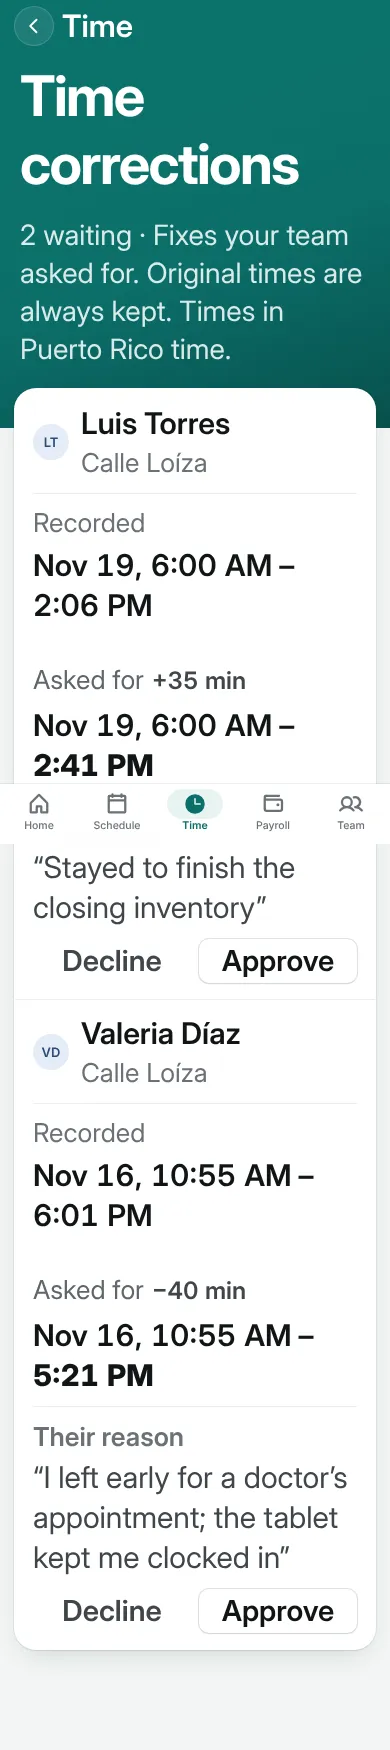 Time
Time
corrections
2 waiting · Fixes your team
asked for. Original times are
always kept. Times in
Puerto Rico time.
LT
Luis Torres
Calle Loíza
Recorded
Nov 19, 6:00 AM –
2:06 PM
Asked for +35 min
Nov 19, 6:00 AM –
2:41 PM
Home
Schedule
Time
Payroll
Team
“Stayed to finish the
closing inventory”
Decline
Approve
VD
Valeria Díaz
Calle Loíza
Recorded
Nov 16, 10:55 AM –
6:01 PM
Asked for −40 min
Nov 16, 10:55 AM –
5:21 PM
Their reason
“I left early for a doctor’s
appointment; the tablet
kept me clocked in”
Decline
Approve